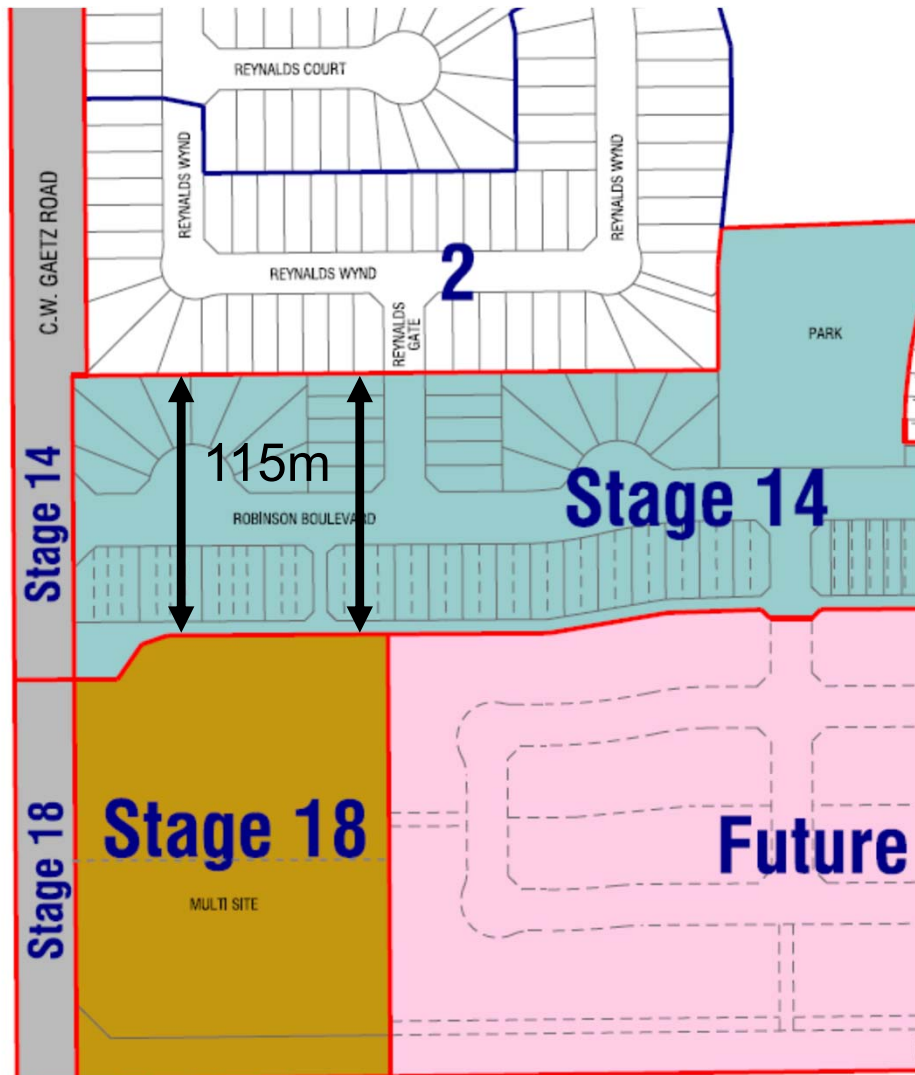 REYNALDS COURT
REYNALDS WYND
REYNALDS WYND
C.W. GAETZ ROAD
2
REYNALDS WYND
REYNALDS
GATE
PARK
115m
Stage 14
Stage 14
ROBINSON BOULEVARD
Stage 18
Stage 18
Future
MULTI SITE